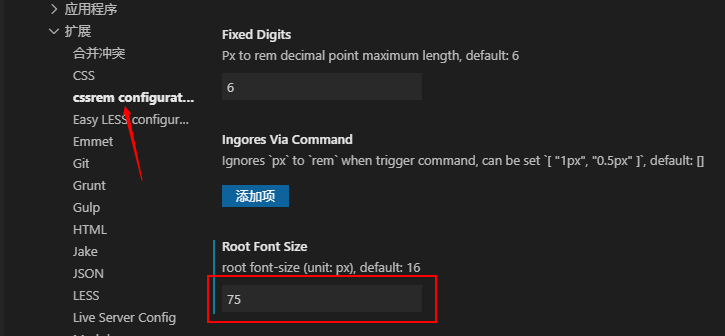 应用程序
扩展
合并冲突
CSS
cssrem configurat...
Easy LESS configur...
Emmet
Git
Grunt
Gulp
HTML
Jake
JSON
LESS
Live Server Config
Fixed Digits
Px to rem decimal point maximum length, default: 6
6
Ingores Via Command
Ignores `px` to `rem` when trigger command, can be set `[ "1px", "0.5px" ]`, default: []
添加项
Root Font Size
root font-size (unit: px), default: 16
75